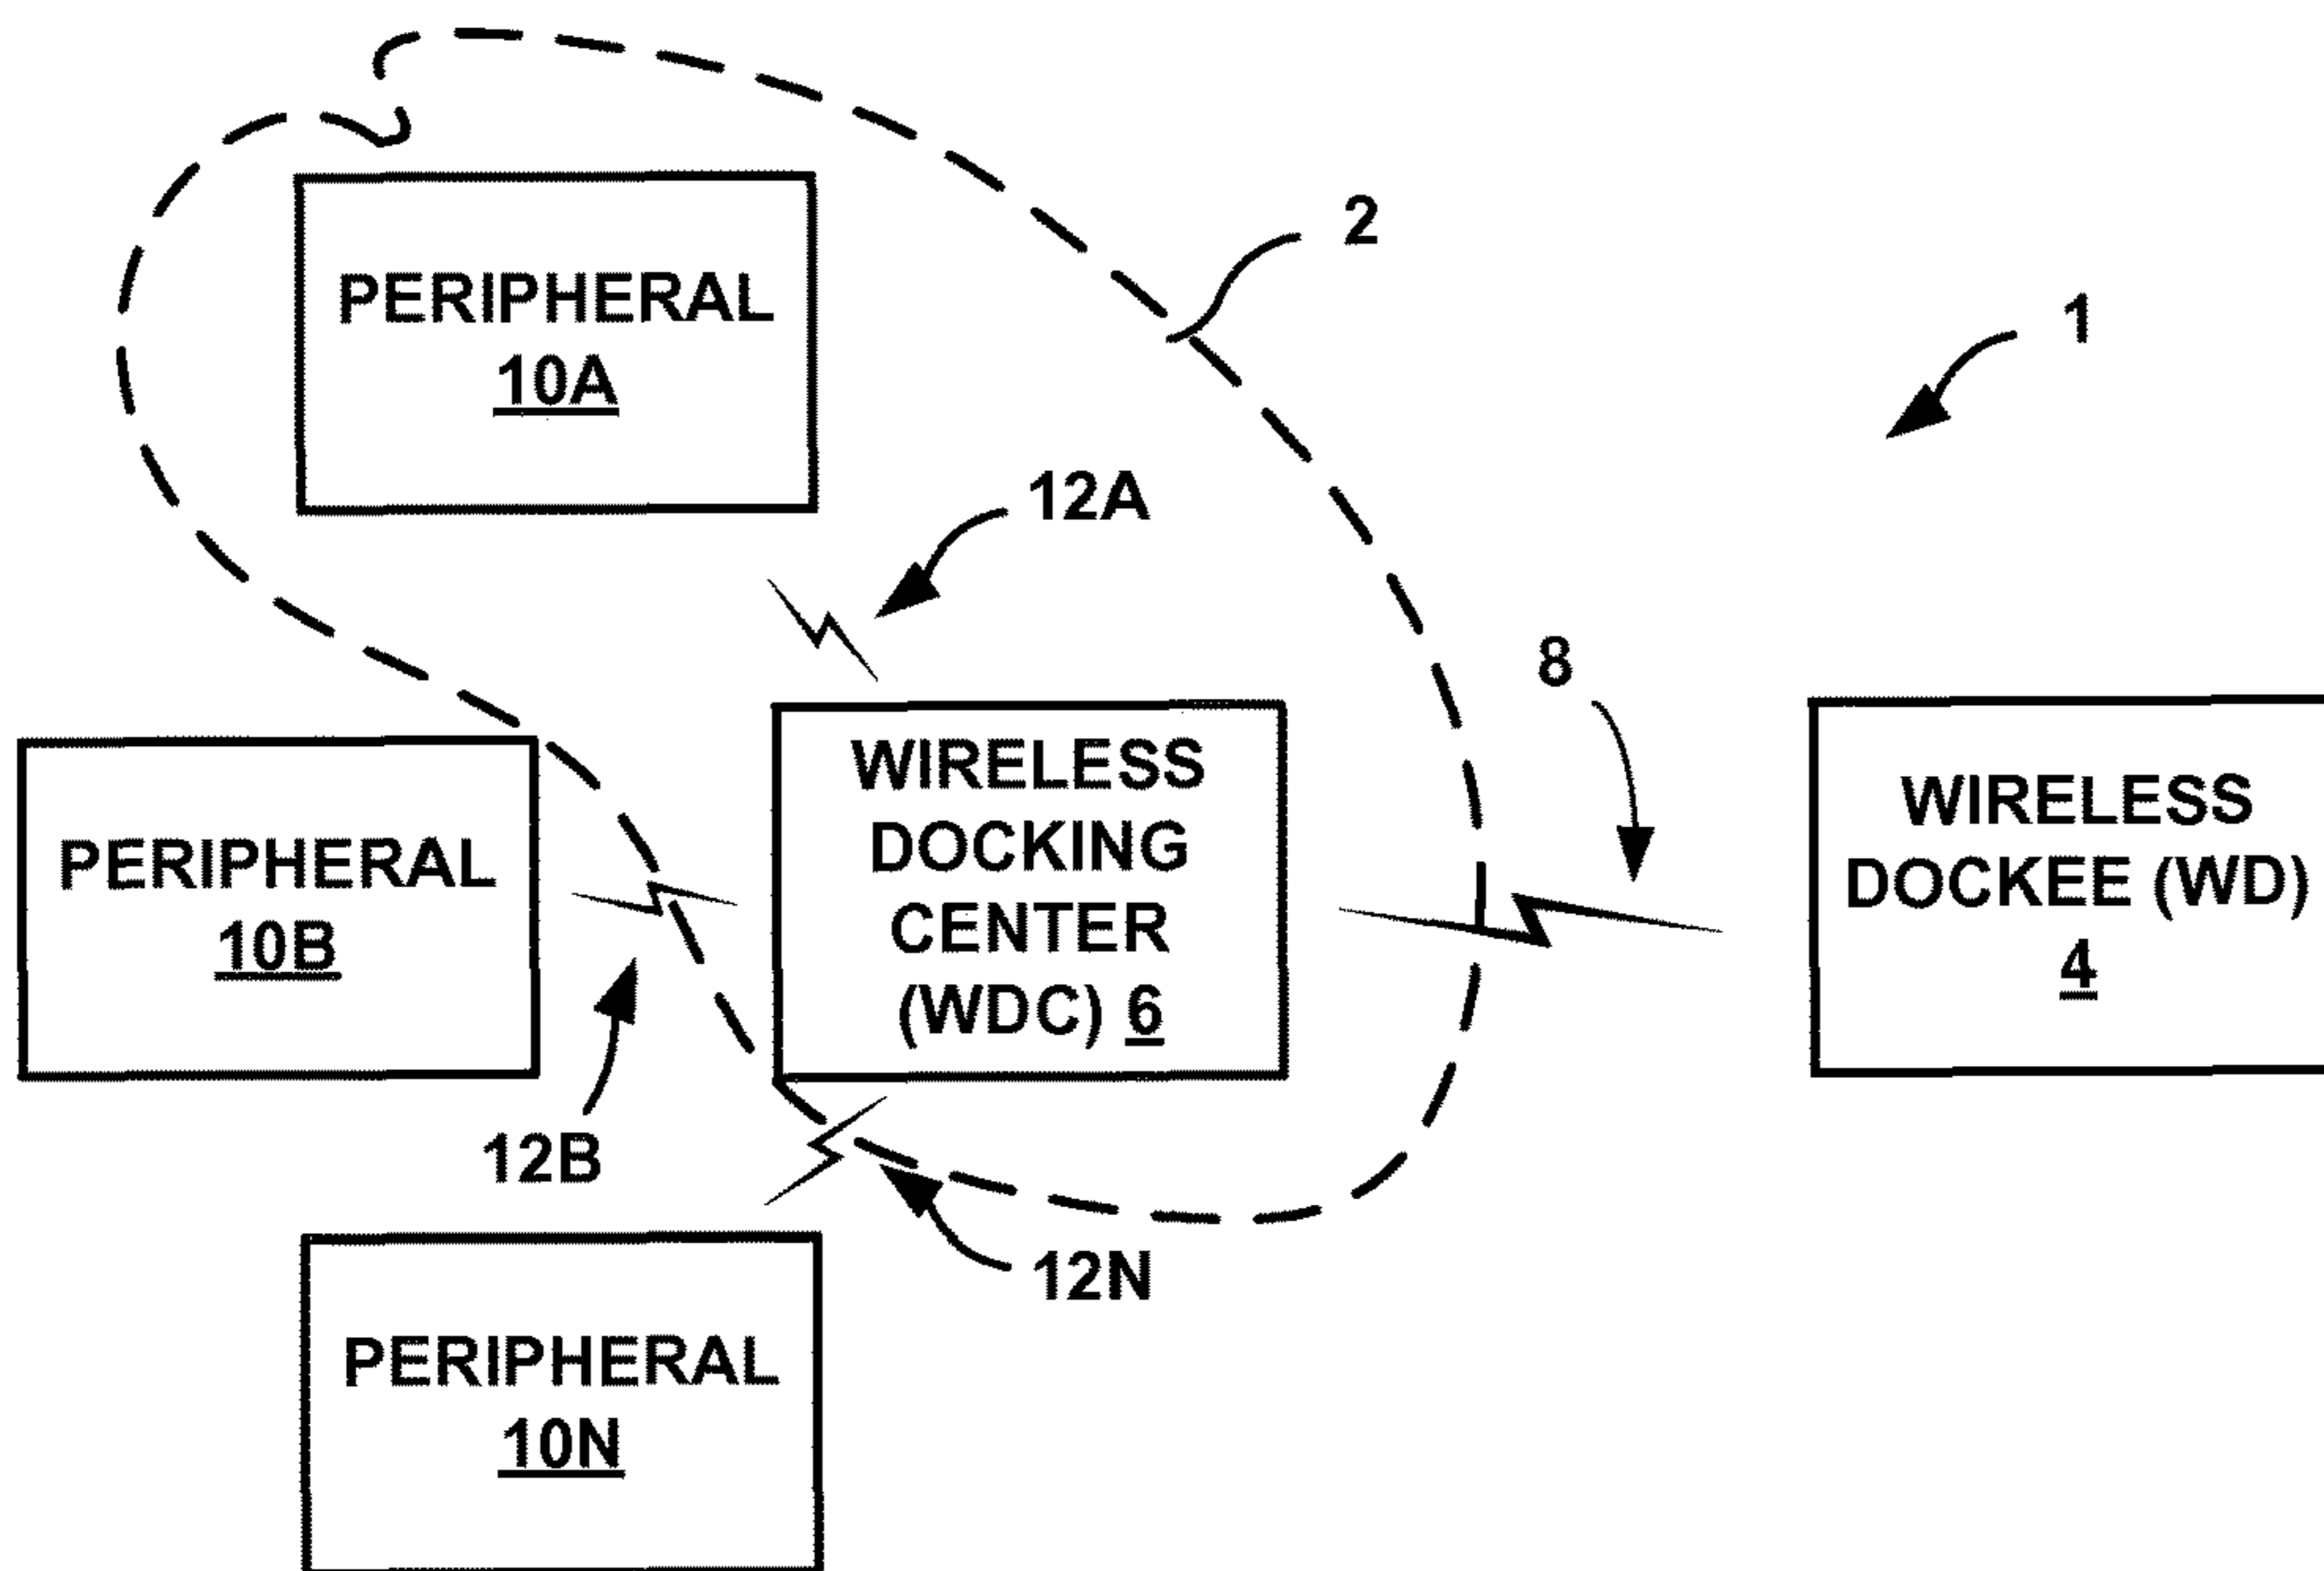 2
1
PERIPHERAL
10A
12A
8
WIRELESS
DOCKING
CENTER
(WDC) 6
WIRELESS
DOCKEE (WD)
4
PERIPHERAL
10B
12B
12N
PERIPHERAL
10N